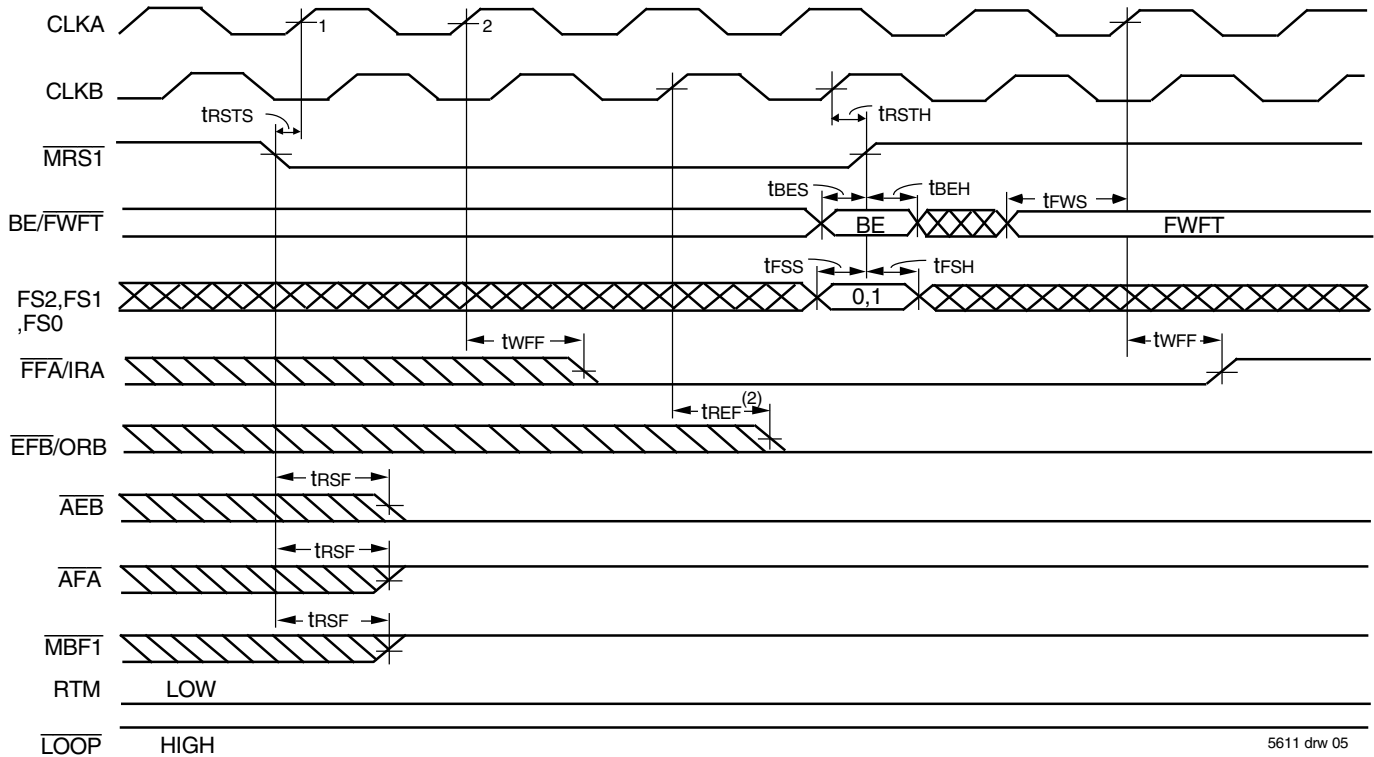 CLKA
1
2
CLKB
tRSTS
tRSTH
MRS1
tBES
tBEH
tFWS
BE/FWFT
BE
FWFT
tFSS
tFSH
FS2,FS1
,FS0
0,1
tWFF
tWFF
FFA/IRA
tREF(2)
EFB/ORB
tRSF
AEB
tRSF
AFA
tRSF
MBF1
RTM LOW
LOOP HIGH
5611 drw 05